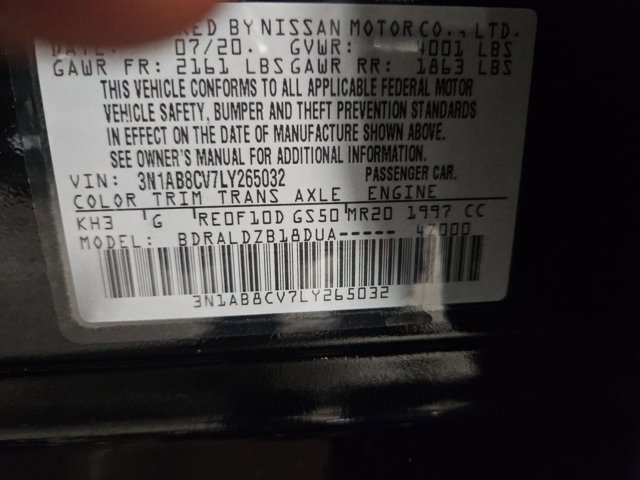 RED BY NISSAN MOTOR CO., LTD.
DATE: 07/20. GVWR: 4001 LBS
GAWR FR: 2161 LBS GAWR RR: 1863 LBS
THIS VEHICLE CONFORMS TO ALL APPLICABLE FEDERAL MOTOR
VEHICLE SAFETY, BUMPER AND THEFT PREVENTION STANDARDS
IN EFFECT ON THE DATE OF MANUFACTURE SHOWN ABOVE.
SEE OWNER'S MANUAL FOR ADDITIONAL INFORMATION.
VIN: 3N1AB8CV7LY265032 PASSENGER CAR.
COLOR TRIM TRANS AXLE ENGINE
KH3 G RE0F10D GS50 MR20 1997 CC
MODEL: BDRALDZB18DUA----- 47000
3N1AB8CV7LY265032